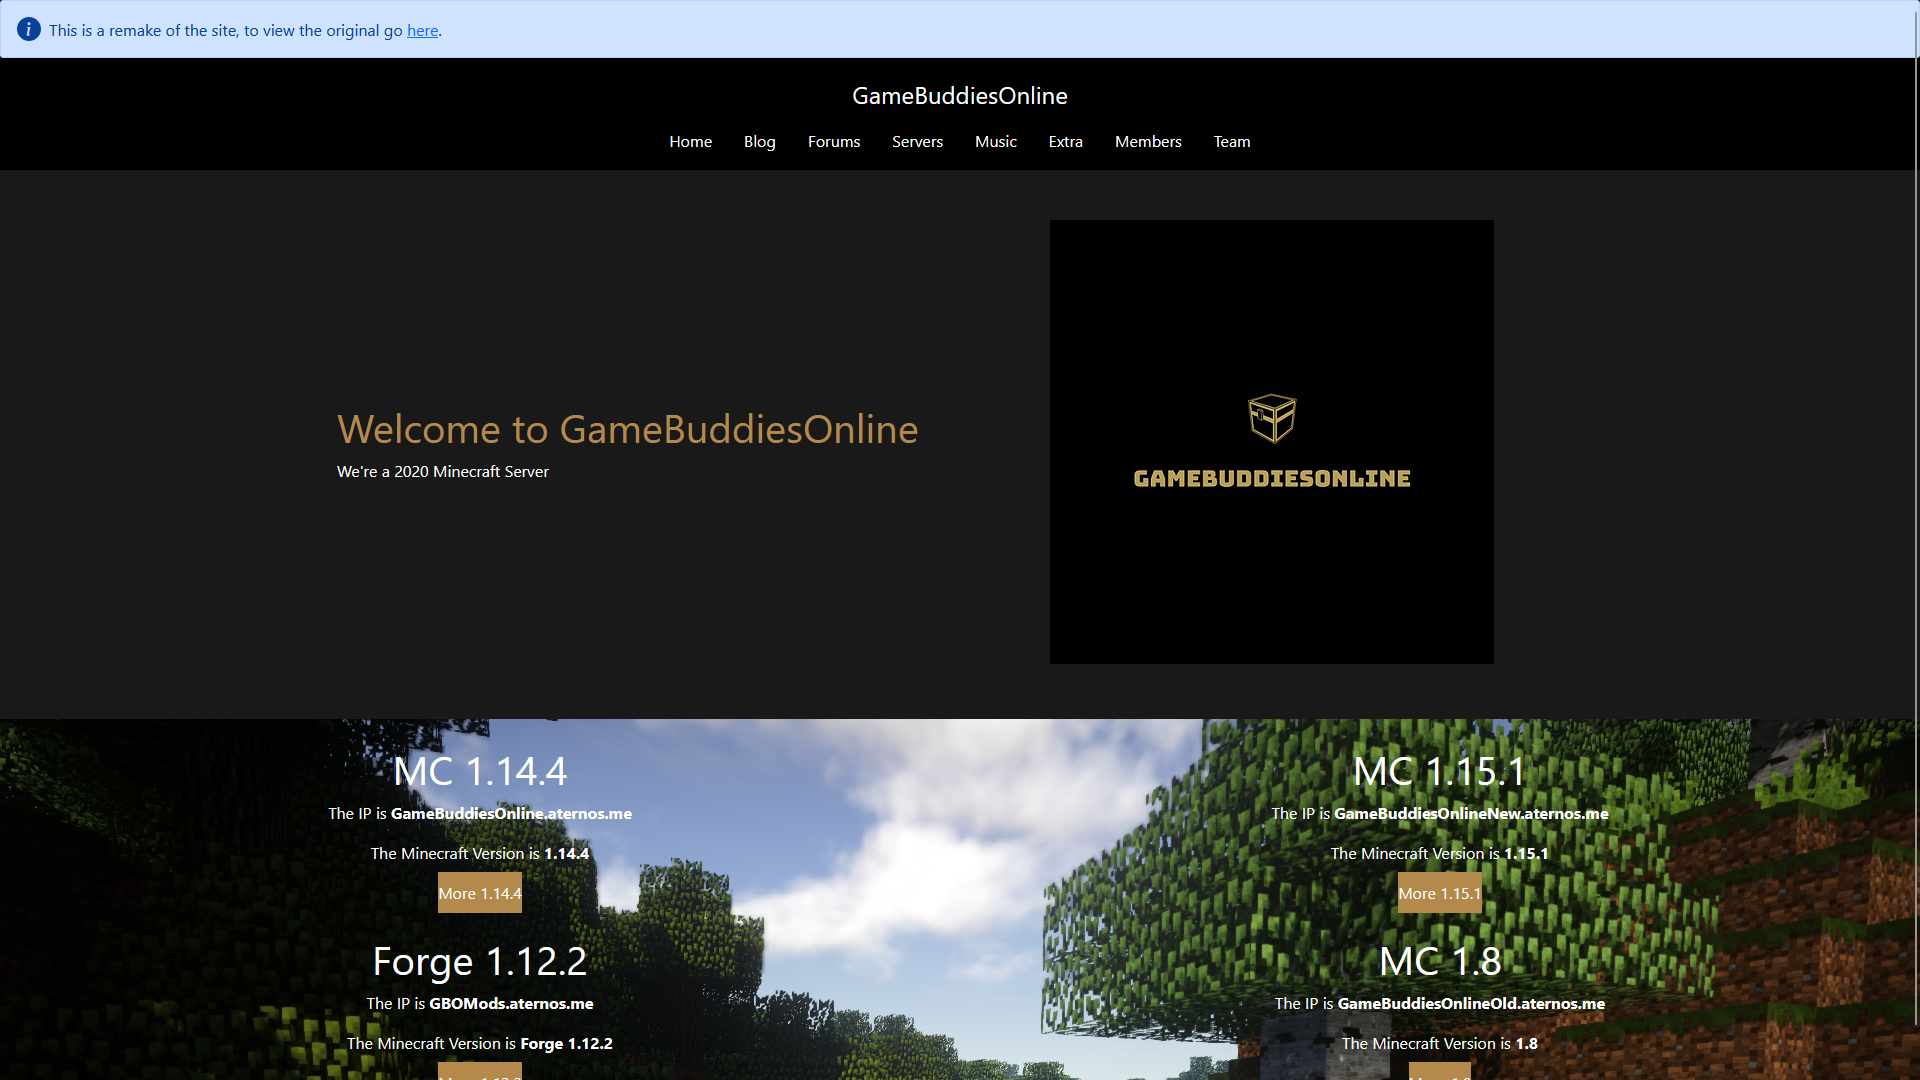 This is a remake of the site, to view the original go here.
GameBuddiesOnline
Home Blog Forums Servers Music Extra Members Team
Welcome to GameBuddiesOnline
We're a 2020 Minecraft Server
GAMEBUDDIESONLINE
MC 1.14.4
The IP is GameBuddiesOnline.aternos.me
The Minecraft Version is 1.14.4
More 1.14.4
MC 1.15.1
The IP is GameBuddiesOnlineNew.aternos.me
The Minecraft Version is 1.15.1
More 1.15.1
Forge 1.12.2
The IP is GBOMods.aternos.me
The Minecraft Version is Forge 1.12.2
MC 1.8
The IP is GameBuddiesOnlineOld.aternos.me
The Minecraft Version is 1.8